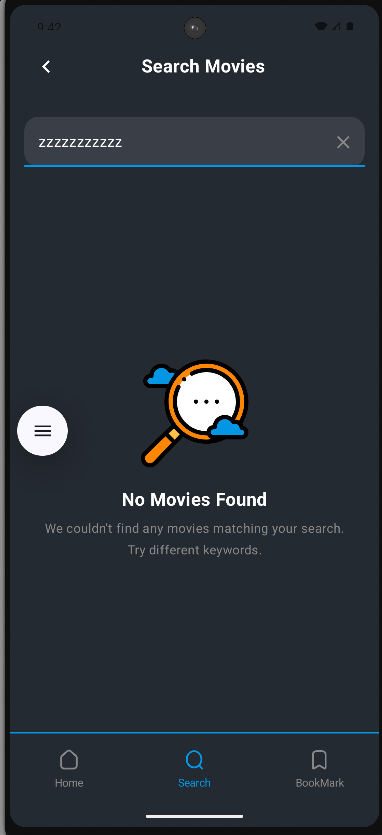 9:42
Search Movies
zzzzzzzzzzz
No Movies Found
We couldn't find any movies matching your search.
Try different keywords.
Home
Search
BookMark